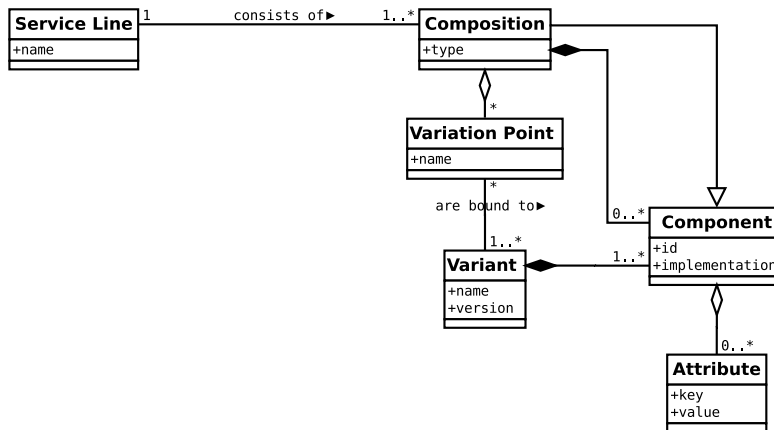 Service Line
+name
1
consists of▶
1..*
Composition
+type
*
Variation Point
+name
*
are bound to▶
1..*
Variant
+name
+version
0..*
1..*
Component
+id
+implementation
0..*
Attribute
+key
+value